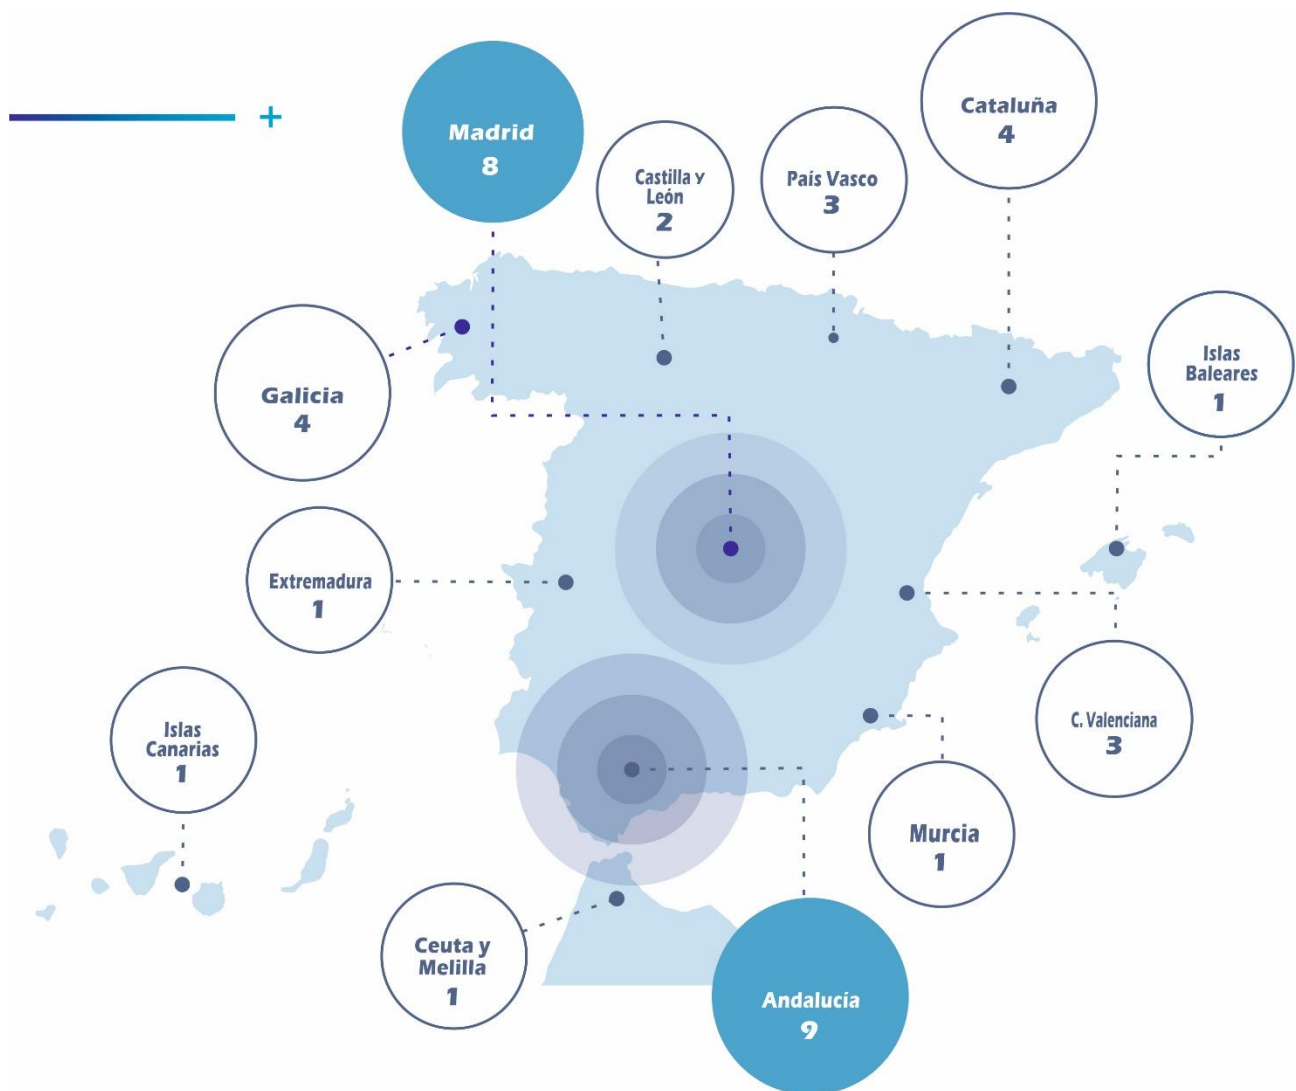 +
Madrid
8
Castilla y
León
2
País Vasco
3
Cataluña
4
Galicia
4
Islas
Baleares
1
Extremadura
1
Islas
Canarias
1
C. Valenciana
3
Murcia
1
Ceuta y
Melilla
1
Andalucía
9